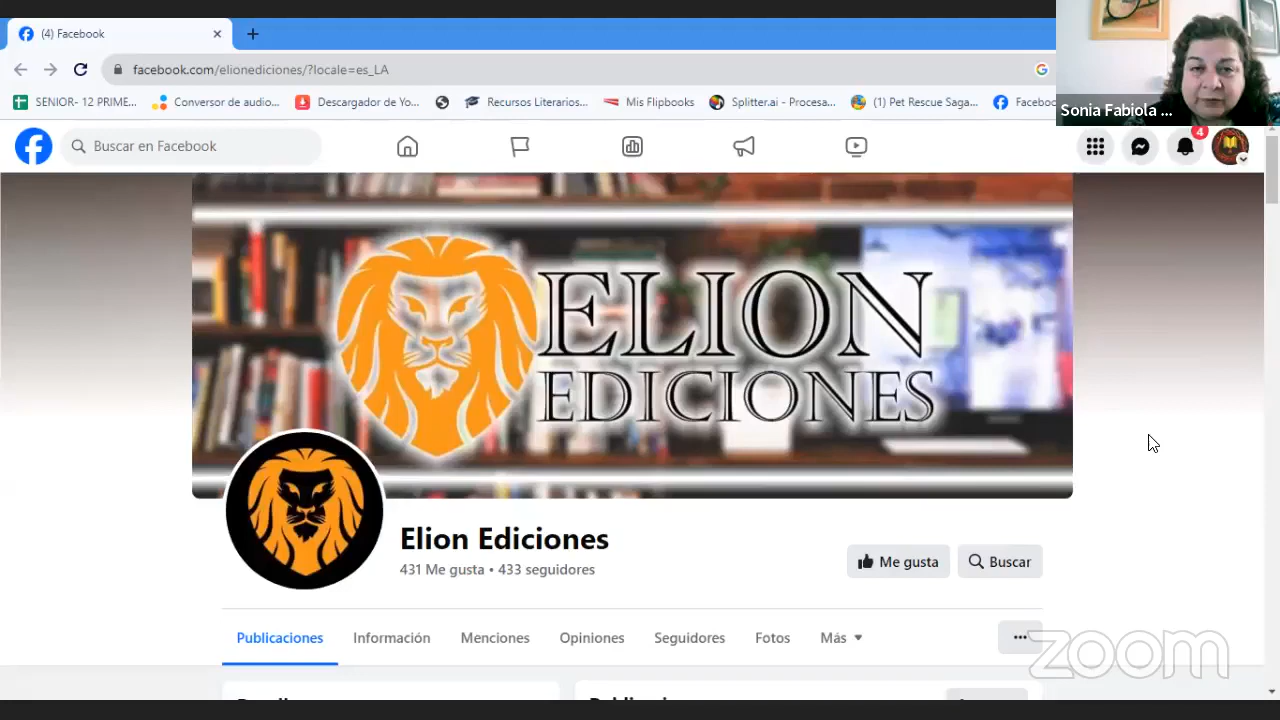 (4) Facebook
facebook.com/elionediciones/?locale=es_LA
SENIOR- 12 PRIME... Conversor de audio... Descargador de Yo... Recursos Literarios... Mis Flipbooks Splitter.ai - Procesa... (1) Pet Rescue Saga... Facebo
Sonia Fabiola ...
Buscar en Facebook
4
ELION
EDICIONES
Elion Ediciones
431 Me gusta • 433 seguidores
Me gusta Buscar
Publicaciones Información Menciones Opiniones Seguidores Fotos Más
zoom